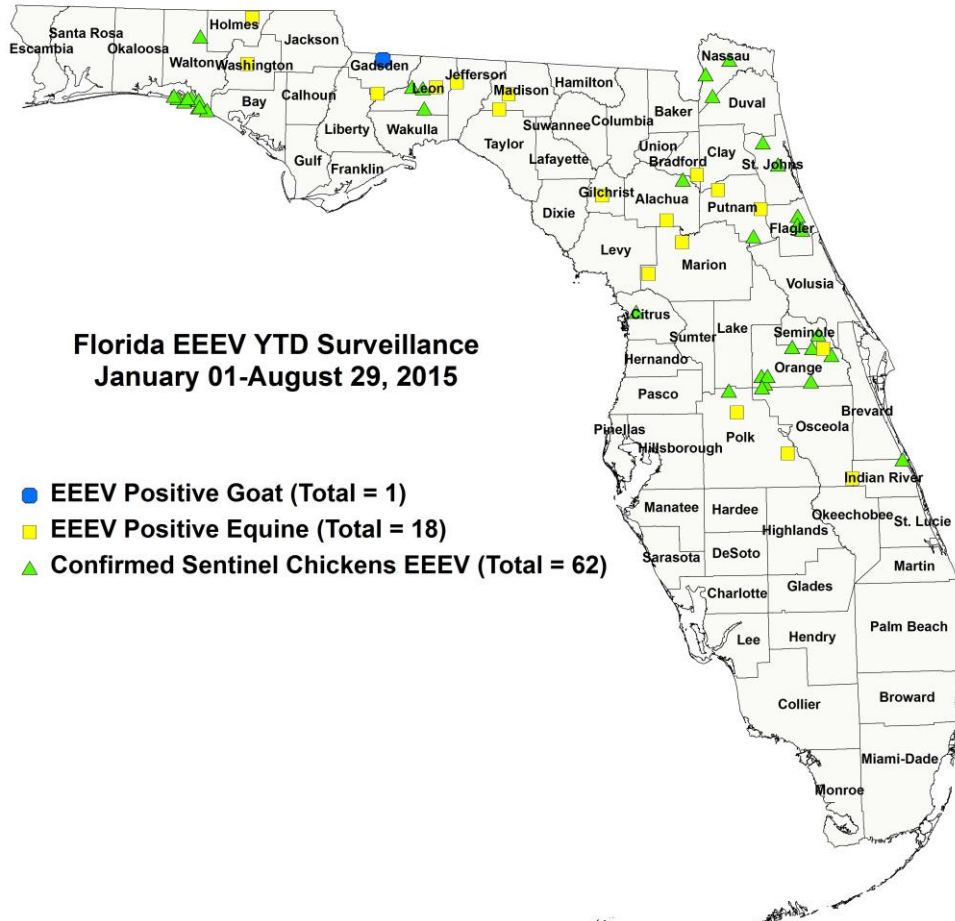 Holmes
Santa Rosa
Jackson
Escambia
Okaloosa
Walton
Washington
Gadsden
Nassau
Jefferson
Hamilton
Leon
Madison
Bay
Calhoun
Baker
Duval
Columbia
Liberty
Wakulla
Suwannee
Taylor
Union
Clay
Lafayette
Bradford
St. Johns
Gulf
Franklin
Gilchrist
Alachua
Putnam
Dixie
Flagler
Levy
Marion
Volusia
Citrus
Lake
Seminole
Sumter
Florida EEEV YTD Surveillance
January 01-August 29, 2015
Hernando
Orange
Pasco
Brevard
Osceola
Pinellas
Hillsborough
Polk
Indian River
EEEV Positive Goat (Total = 1)
EEEV Positive Equine (Total = 18)
Confirmed Sentinel Chickens EEEV (Total = 62)
Manatee
Hardee
Okeechobee
St. Lucie
Highlands
Sarasota
DeSoto
Martin
Charlotte
Glades
Lee
Hendry
Palm Beach
Collier
Broward
Miami-Dade
Monroe